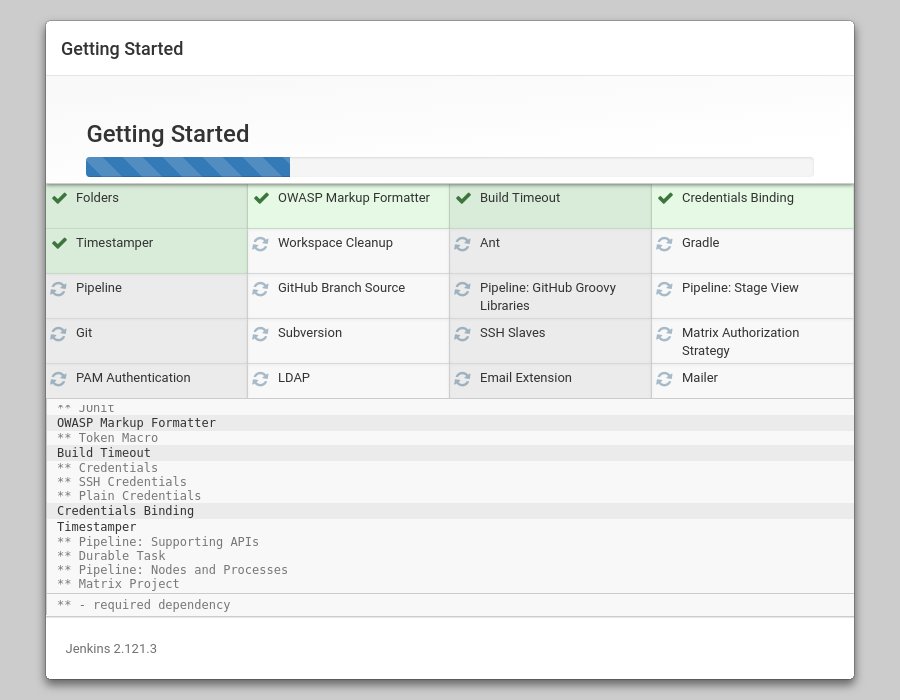 Getting Started
Getting Started
Folders
OWASP Markup Formatter
Build Timeout
Credentials Binding
Timestamper
Workspace Cleanup
Ant
Gradle
Pipeline
GitHub Branch Source
Pipeline: GitHub Groovy
Libraries
Pipeline: Stage View
Git
Subversion
SSH Slaves
Matrix Authorization
Strategy
PAM Authentication
LDAP
Email Extension
Mailer
** JUnit
OWASP Markup Formatter
** Token Macro
Build Timeout
** Credentials
** SSH Credentials
** Plain Credentials
Credentials Binding
Timestamper
** Pipeline: Supporting APIs
** Durable Task
** Pipeline: Nodes and Processes
** Matrix Project
** - required dependency
Jenkins 2.121.3